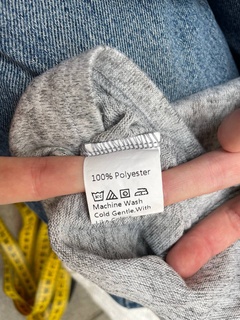 100% Polyester
Machine Wash
Cold Gentle.With